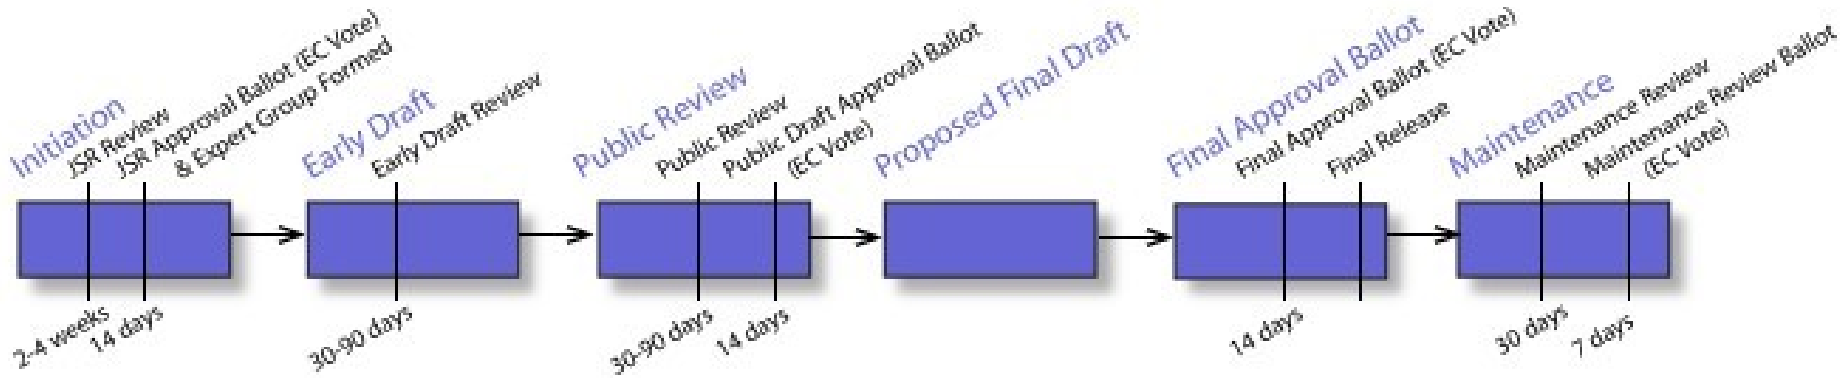 Initiation
JSR Review
JSR Approval Ballot (EC Vote)
& Expert Group Formed
2-4 weeks
14 days
Early Draft
Early Draft Review
30-90 days
Public Review
Public Review
Public Draft Approval Ballot
(EC Vote)
30-90 days
14 days
Proposed Final Draft
Final Approval Ballot
Final Approval Ballot (EC Vote)
Final Release
14 days
Maintenance
Maintenance Review
Maintenance Review Ballot
(EC Vote)
30 days
7 days